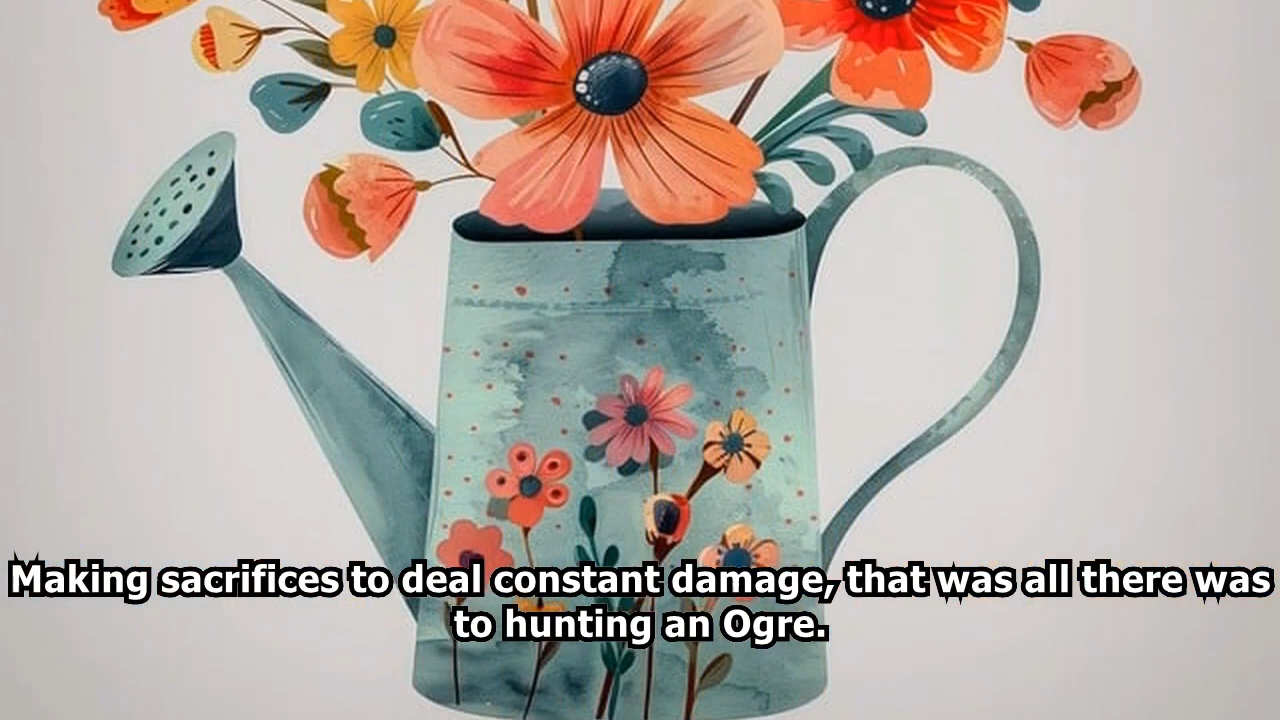 Making sacrifices to deal constant damage, that was all there was
to hunting an Ogre.